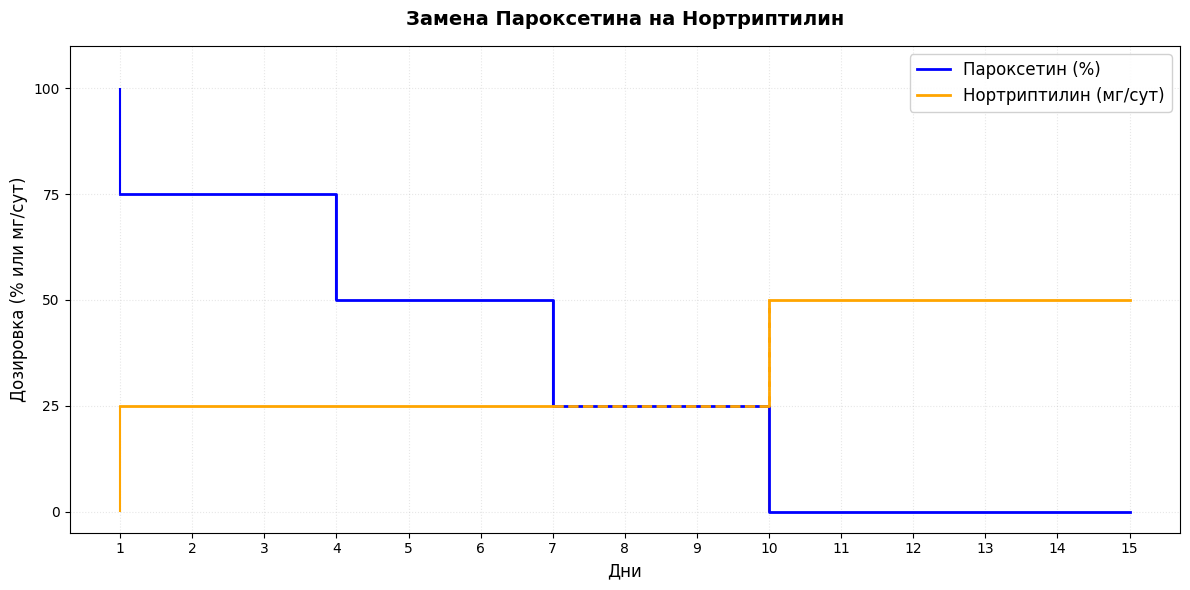 Замена Пароксетина на Нортриптилин
Пароксетин (%)
Нортриптилин (мг/сут)
Дозировка (% или мг/сут)
100
75
50
25
0
1 2 3 4 5 6 7 8 9 10 11 12 13 14 15
Дни